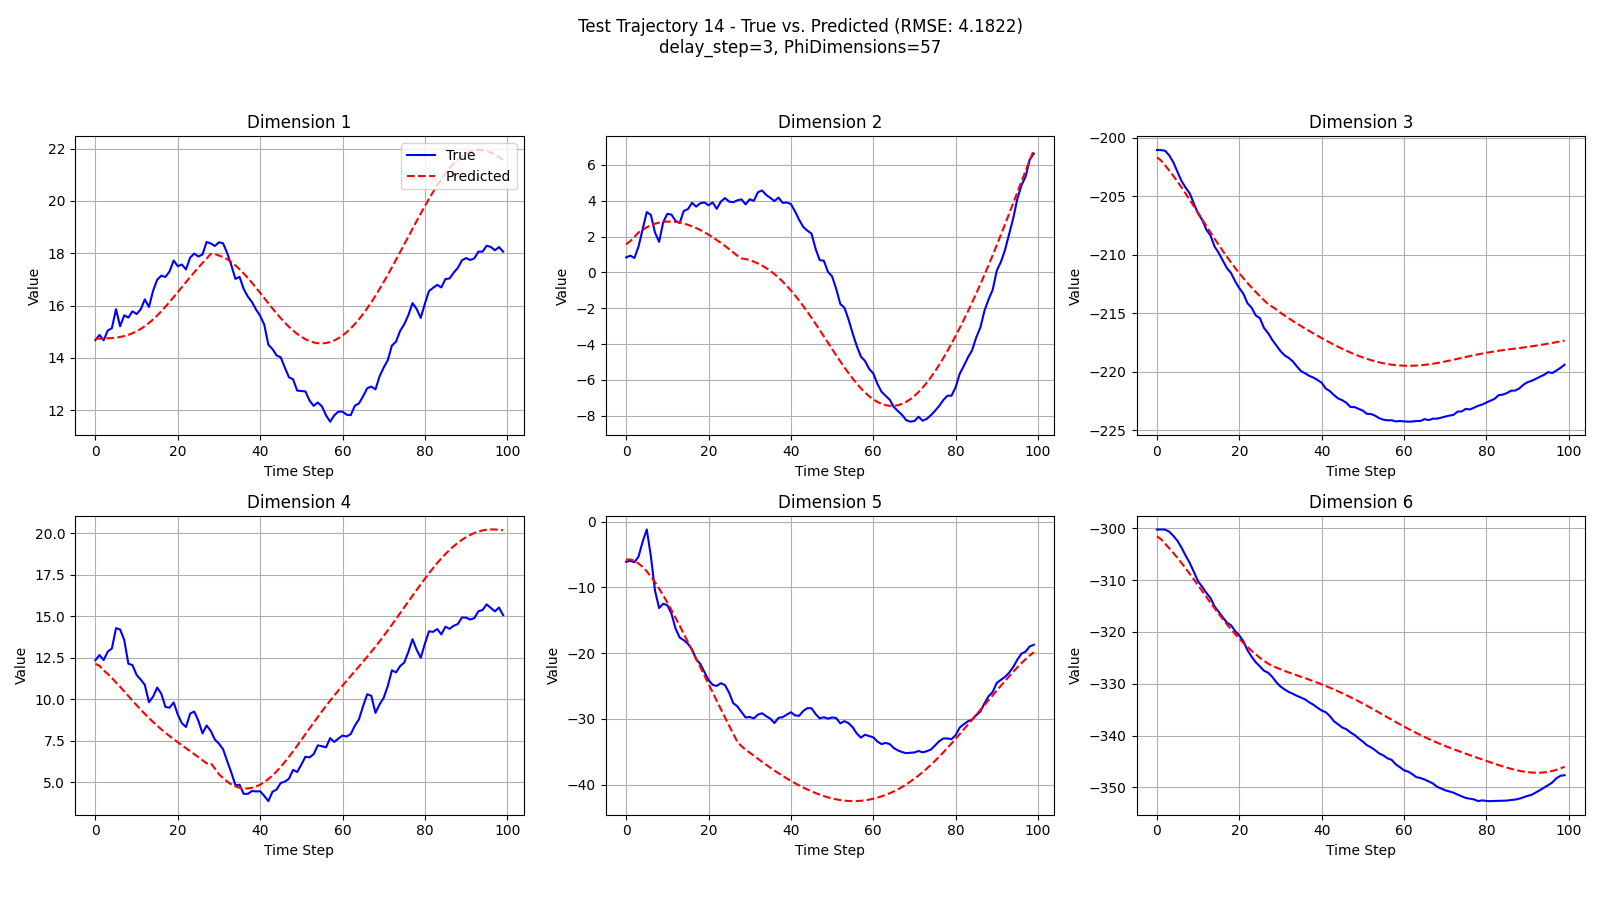 Test Trajectory 14 - True vs. Predicted (RMSE: 4.1822)
delay_step=3, PhiDimensions=57
Dimension 1
Value
22
20
18
16
14
12
True
Predicted
0 20 40 60 80 100
Time Step
Dimension 2
Value
6
4
2
0
−2
−4
−6
−8
0 20 40 60 80 100
Time Step
Dimension 3
Value
−200
−205
−210
−215
−220
−225
0 20 40 60 80 100
Time Step
Dimension 4
Value
20.0
17.5
15.0
12.5
10.0
7.5
5.0
0 20 40 60 80 100
Time Step
Dimension 5
Value
0
−10
−20
−30
−40
0 20 40 60 80 100
Time Step
Dimension 6
Value
−300
−310
−320
−330
−340
−350
0 20 40 60 80 100
Time Step